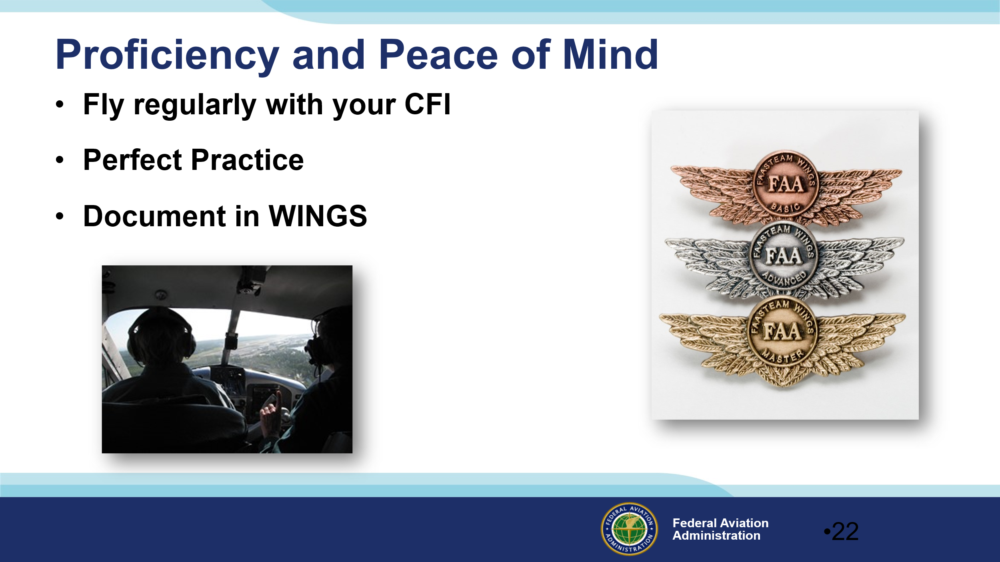 Proficiency and Peace of Mind
• Fly regularly with your CFI
• Perfect Practice
• Document in WINGS
FAASTEAM WINGS
FAA
BASIC
FAASTEAM WINGS
FAA
ADVANCED
FAASTEAM WINGS
FAA
MASTER
FEDERAL AVIATION
ADMINISTRATION
Federal Aviation
Administration
•22